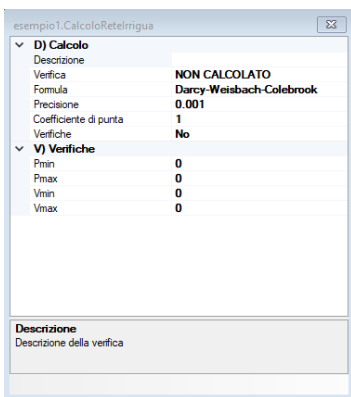 esempio1.CalcoloReteIrrigua
D) Calcolo
Descrizione
Verifica NON CALCOLATO
Formula Darcy-Weisbach-Colebrook
Precisione 0.001
Coefficiente di punta 1
Verifiche No
V) Verifiche
Pmin 0
Pmax 0
Vmin 0
Vmax 0
Descrizione
Descrizione della verifica